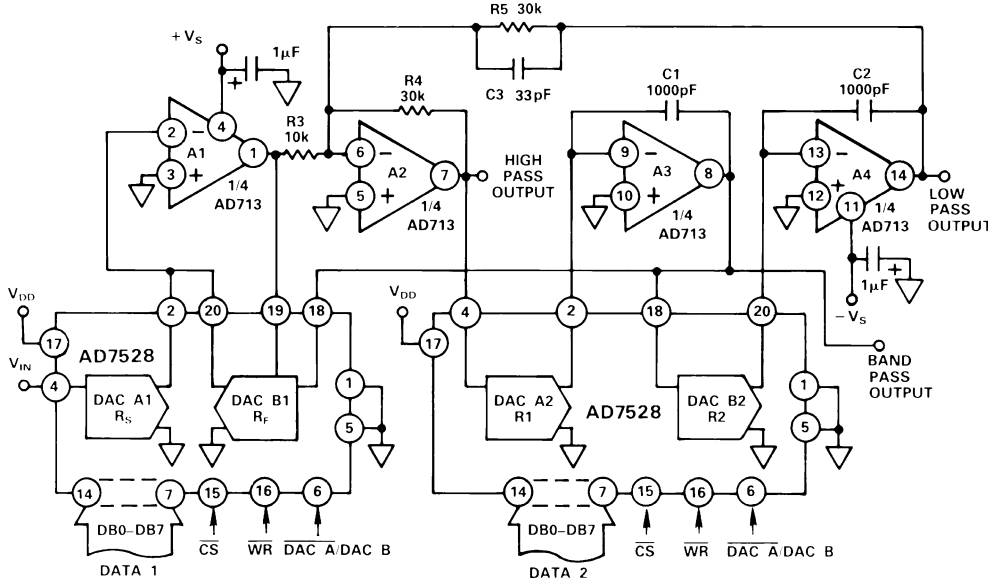 R5 30k
C3 33pF
+VS
1µF
+
R4
30k
R3
10k
C1
1000pF
C2
1000pF
2
4
−
A1
1
3
+
1/4
AD713
6
−
A2
7
5
+
1/4
AD713
HIGH
PASS
OUTPUT
9
−
A3
8
10
+
1/4
AD713
13
−
A4
14
12
+
11
1/4
AD713
LOW
PASS
OUTPUT
1µF
+
−VS
VDD
17
VIN
4
AD7528
2
20
19
18
DAC A1
RS
DAC B1
RF
1
5
14
7
15
16
6
DB0–DB7
CS
WR
DAC A/DAC B
DATA 1
VDD
17
4
2
18
20
DAC A2
R1
AD7528
DAC B2
R2
1
5
BAND
PASS
OUTPUT
14
7
15
16
6
DB0–DB7
CS
WR
DAC A/DAC B
DATA 2